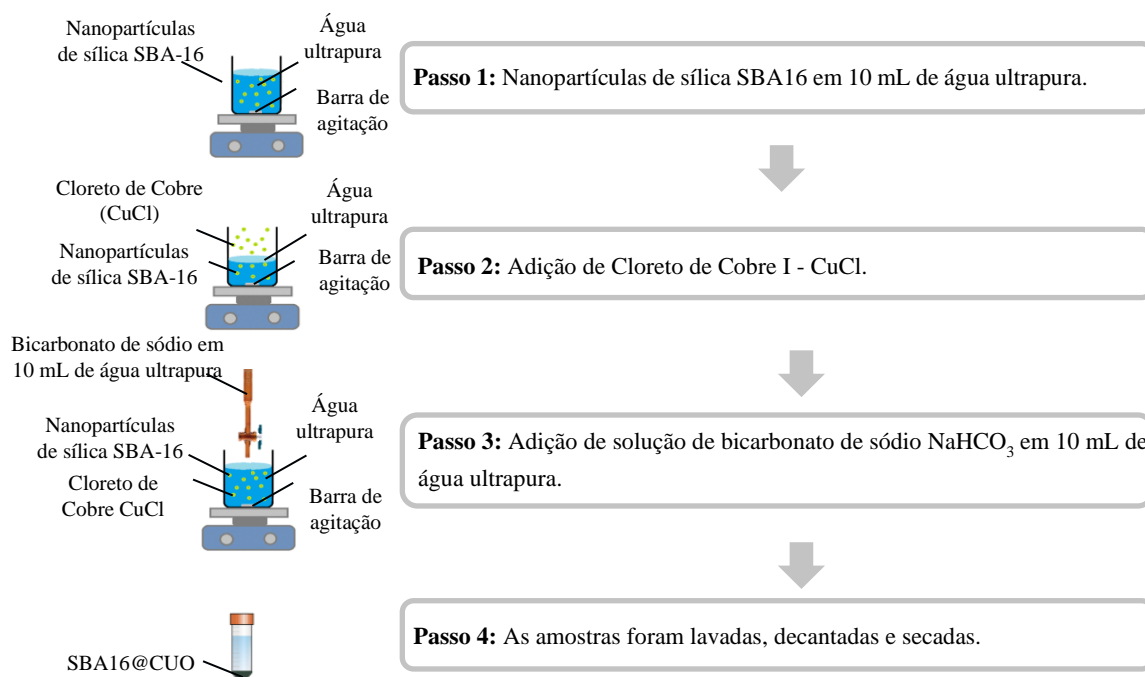 Nanopartículas
de sílica SBA-16
Água
ultrapura
Barra de
agitação
Passo 1: Nanopartículas de sílica SBA16 em 10 mL de água ultrapura.
Cloreto de Cobre
(CuCl)
Nanopartículas
de sílica SBA-16
Água
ultrapura
Barra de
agitação
Passo 2: Adição de Cloreto de Cobre I - CuCl.
Bicarbonato de sódio em
10 mL de água ultrapura
Nanopartículas
de sílica SBA-16
Cloreto de
Cobre CuCl
Água
ultrapura
Barra de
agitação
Passo 3: Adição de solução de bicarbonato de sódio NaHCO₃ em 10 mL de
água ultrapura.
SBA16@CUO
Passo 4: As amostras foram lavadas, decantadas e secadas.